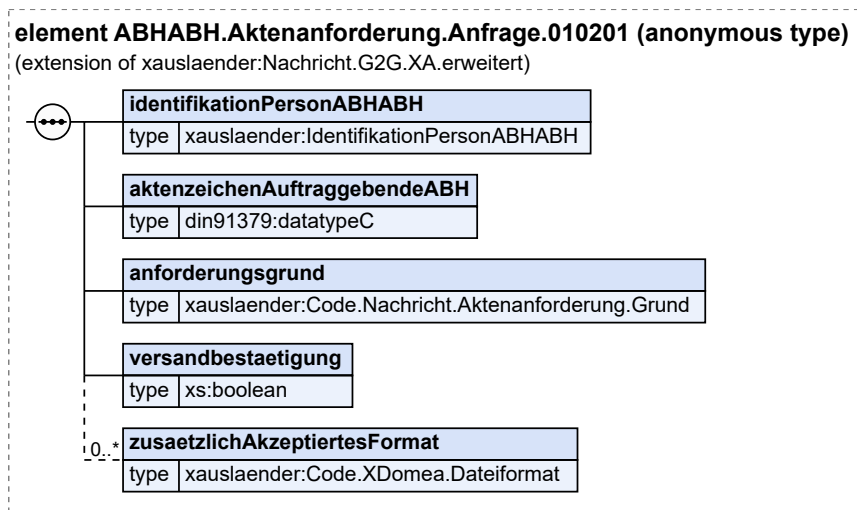 element ABHABH.Aktenanforderung.Anfrage.010201 (anonymous type)
(extension of xauslaender:Nachricht.G2G.XA.erweitert)
identifikationPersonABHABH
type xauslaender:IdentifikationPersonABHABH
aktenzeichenAuftraggebendeABH
type din91379:datatypeC
anforderungsgrund
type xauslaender:Code.Nachricht.Aktenanforderung.Grund
versandbestaetigung
type xs:boolean
0..* zusaetzlichAkzeptiertesFormat
type xauslaender:Code.XDomea.Dateiformat